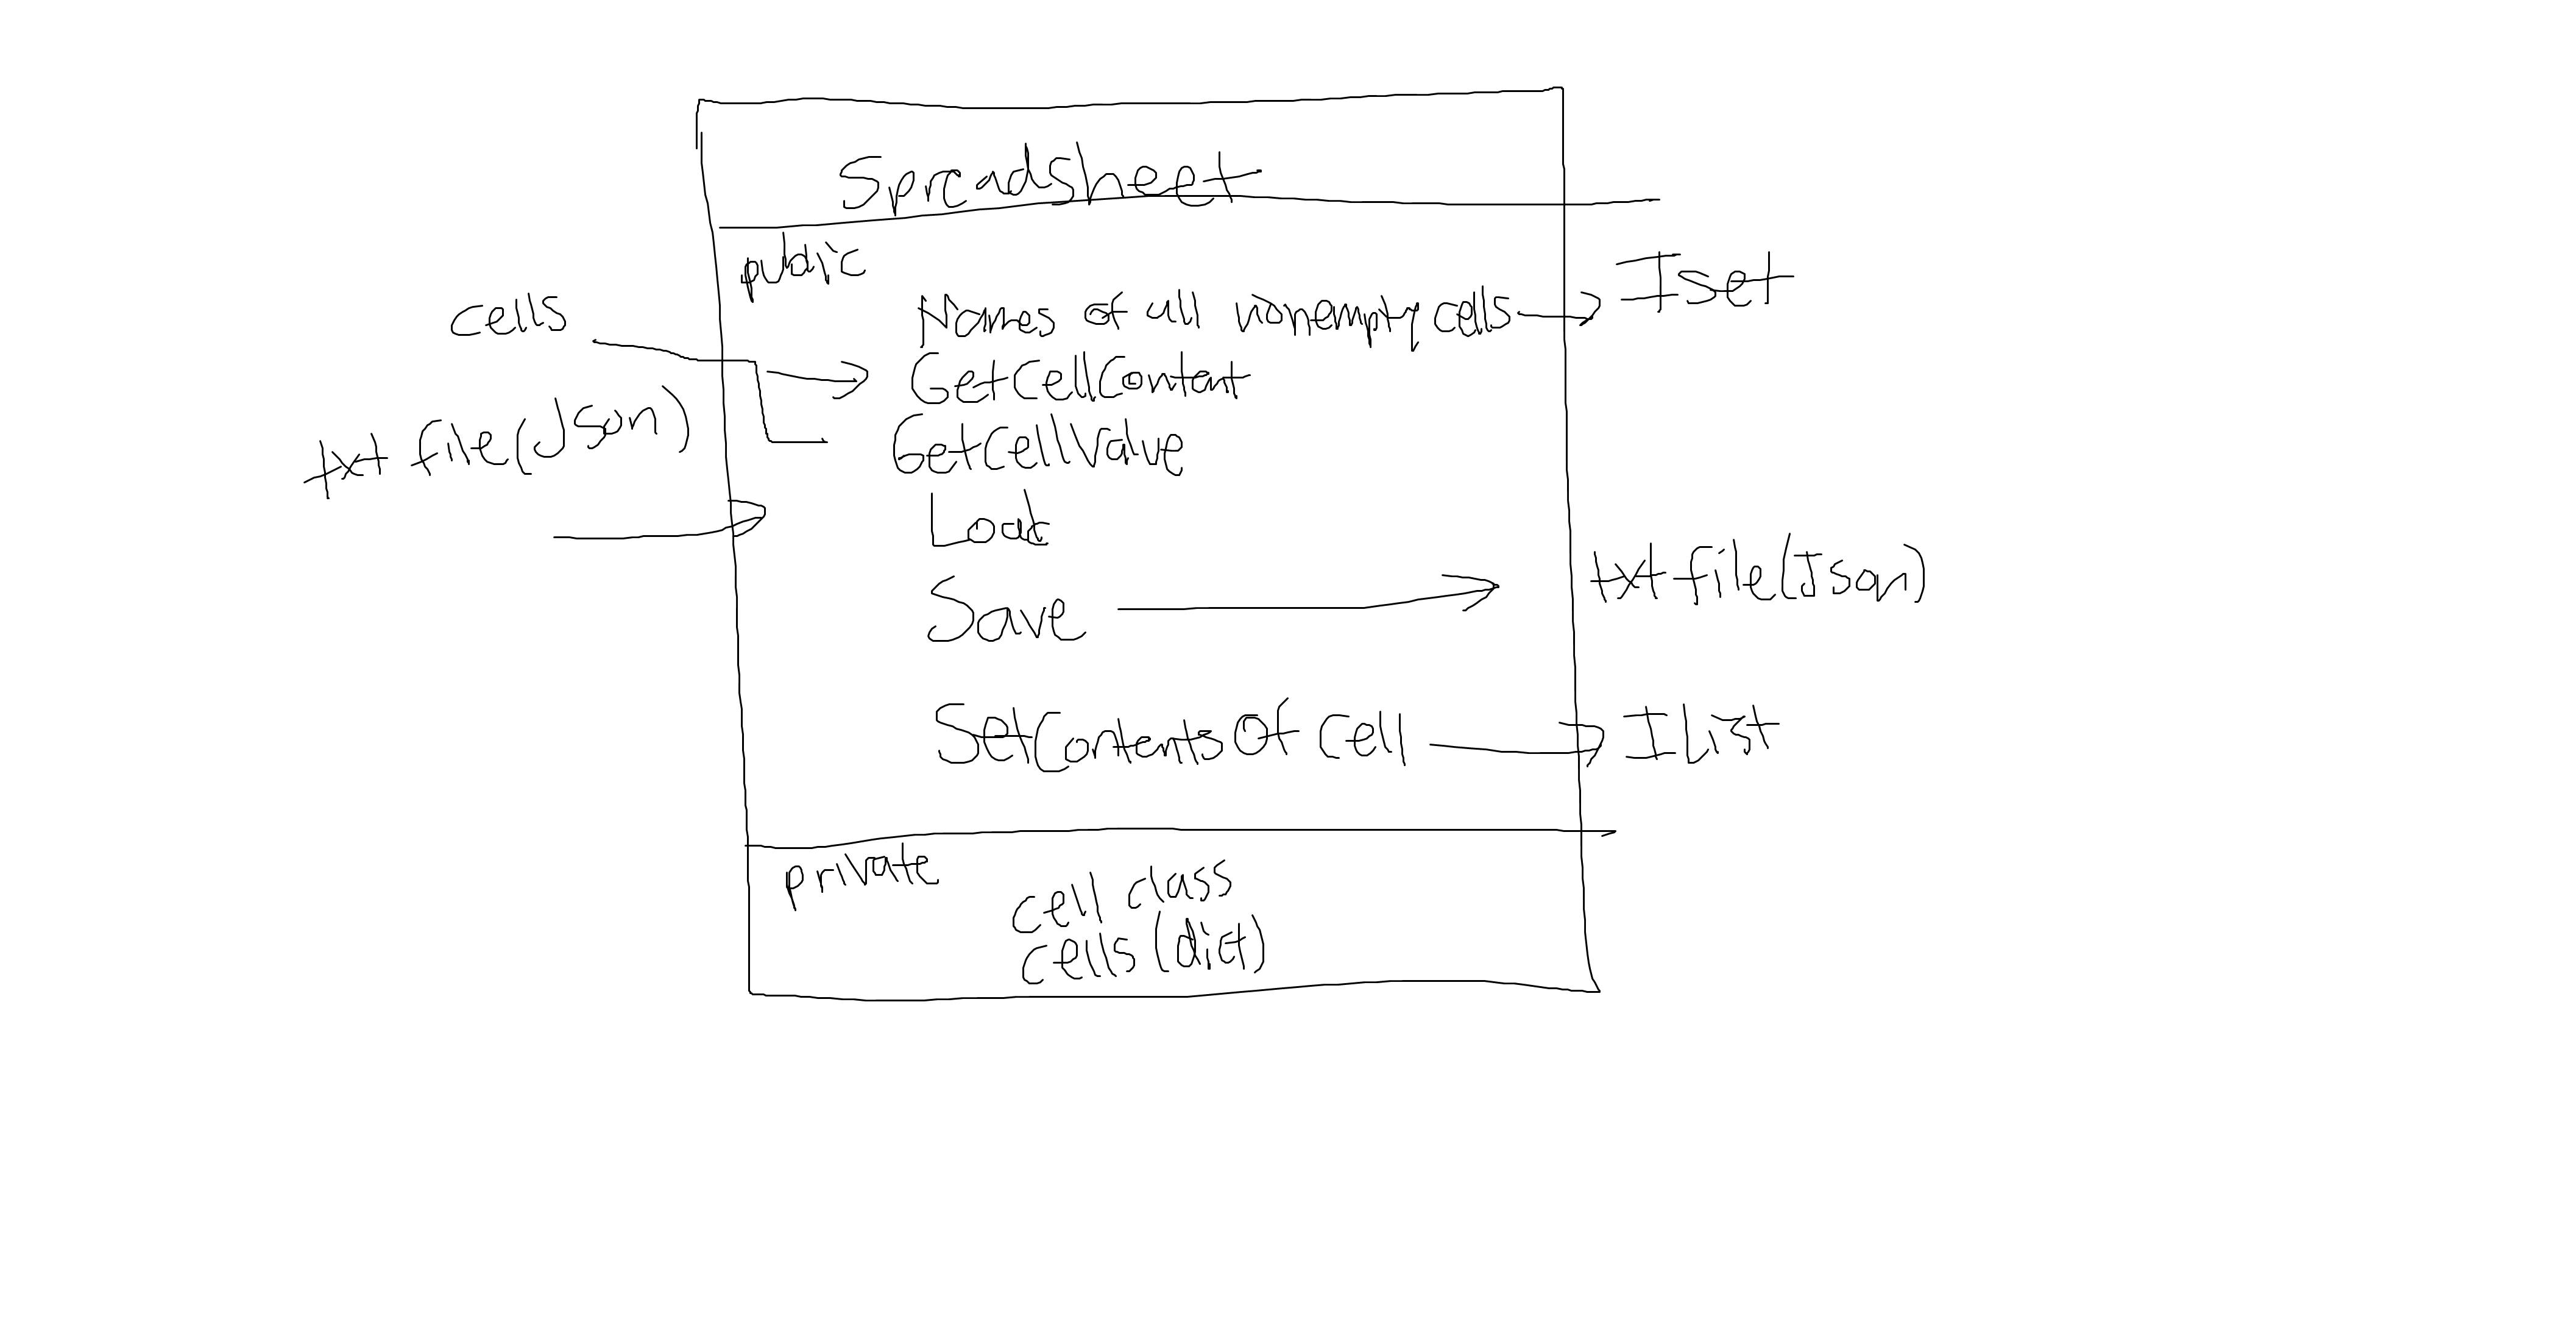 Spreadsheet
public
Names of all nonempty cells
Iset
cells
GetCellContent
txt file(Json)
GetCellValue
Load
Save
txt file(Json)
SetContentsOf Cell
IList
private
cell class
cells (dict)